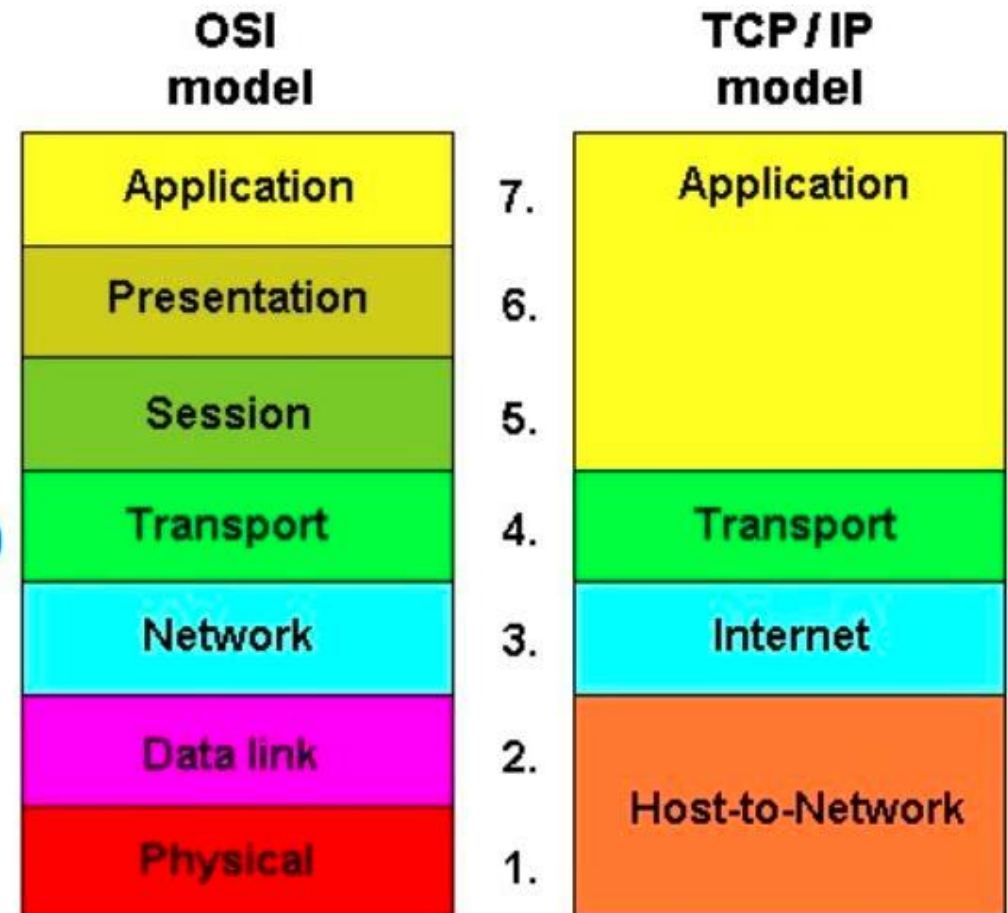 OSI
model
TCP / IP
model
Application
7.
Application
Presentation
6.
Session
5.
Transport
4.
Transport
Network
3.
Internet
Data link
2.
Host-to-Network
Physical
1.